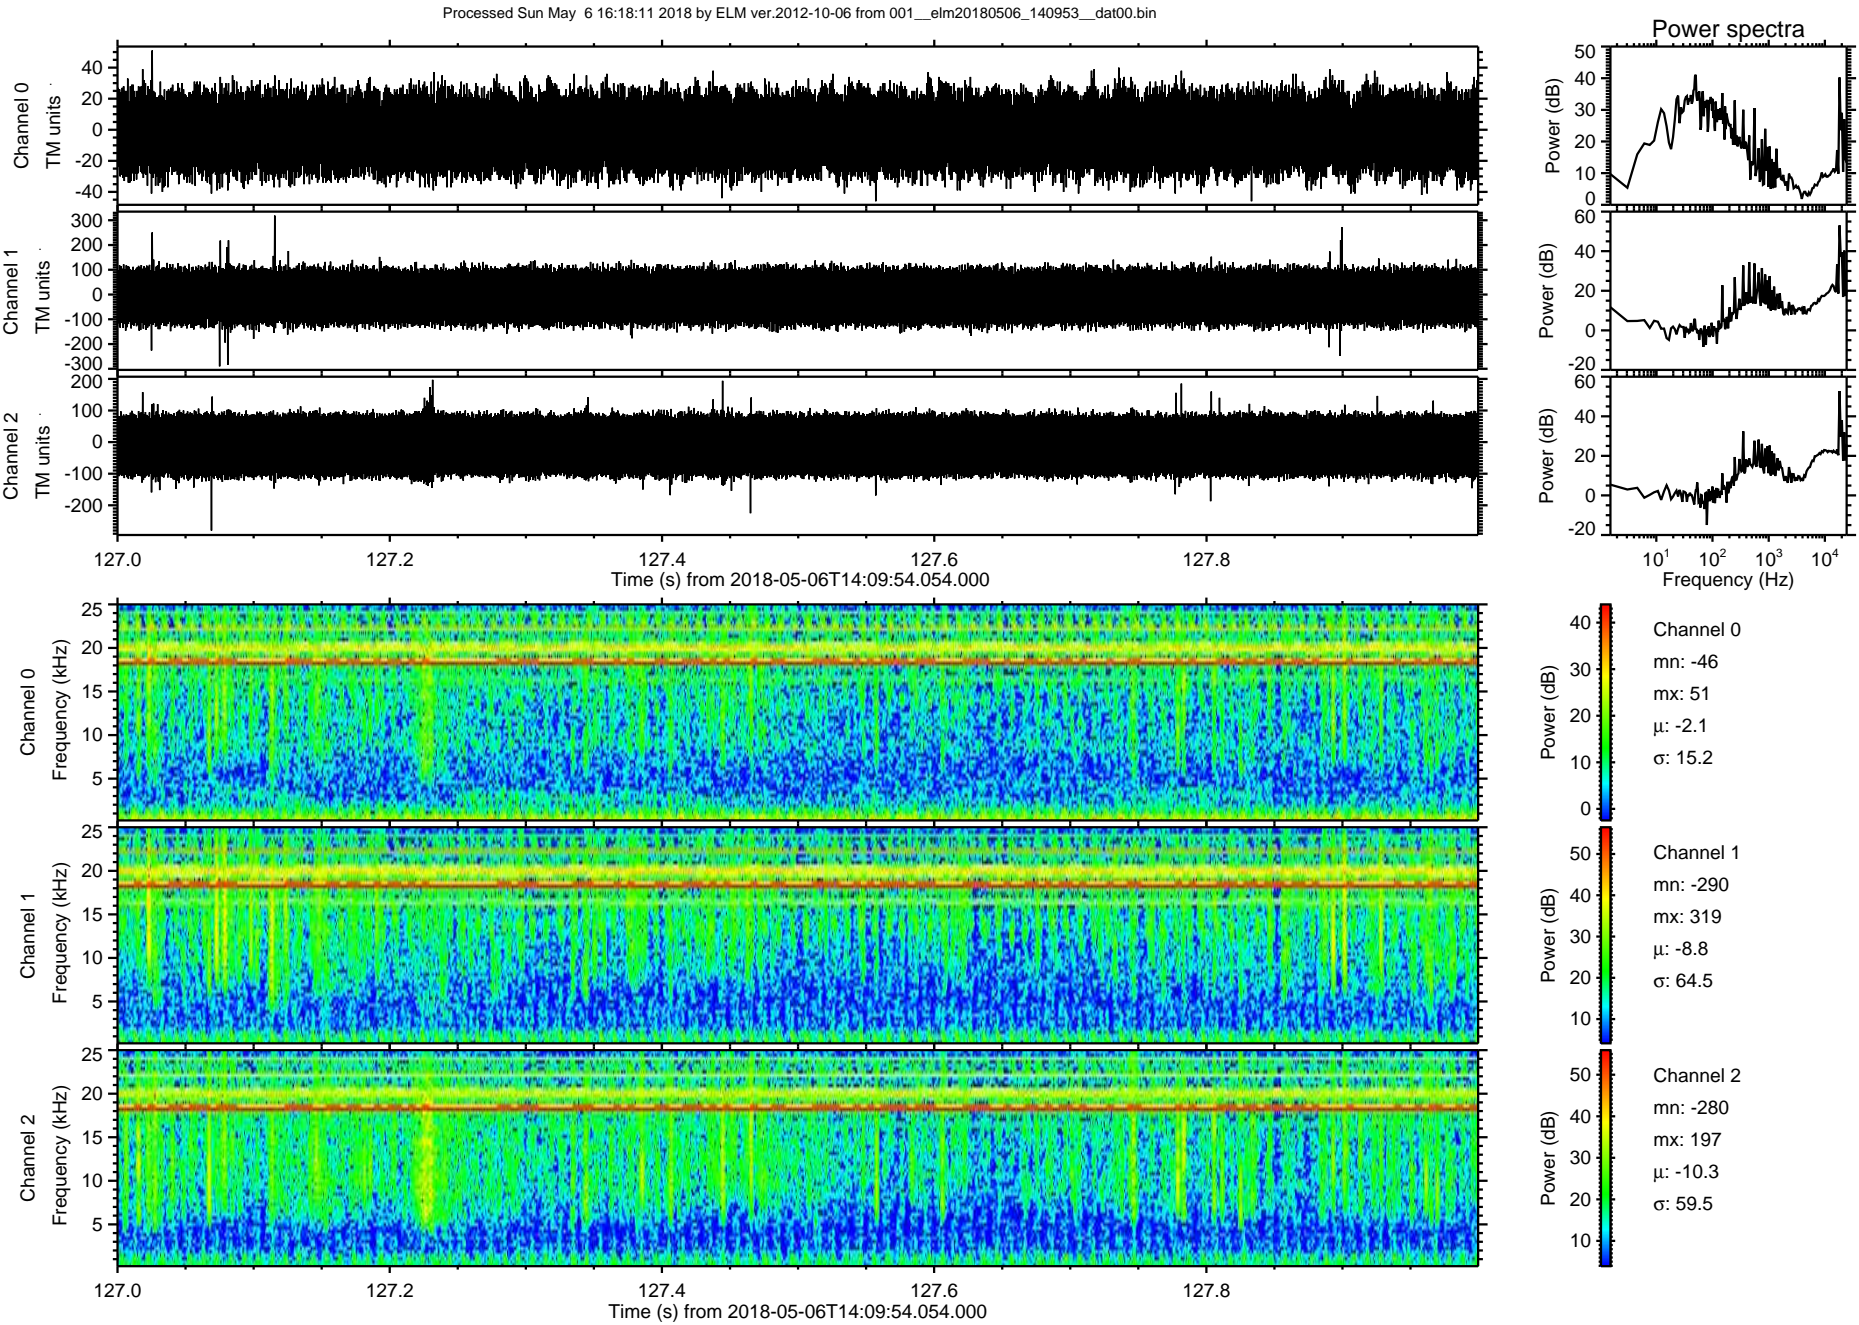 Processed Sun May  6 16:18:11 2018 by ELM ver.2012-10-06 from 001__elm20180506_140953__dat00.bin
Power spectra
Channel 0
TM units
40
20
0
-20
-40
Power (dB)
50
40
30
20
10
0
Channel 1
TM units
300
200
100
0
-100
-200
-300
Power (dB)
60
40
20
0
-20
Channel 2
TM units
200
100
0
-100
-200
Power (dB)
60
40
20
0
-20
127.0 127.2 127.4 127.6 127.8
Time (s) from 2018-05-06T14:09:54.054.000
10¹ 10² 10³ 10⁴
Frequency (Hz)
Channel 0
Frequency (kHz)
25
20
15
10
5
Power (dB)
40
30
20
10
0
Channel 0
mn: -46
mx: 51
μ: -2.1
σ: 15.2
Channel 1
Frequency (kHz)
25
20
15
10
5
Power (dB)
50
40
30
20
10
Channel 1
mn: -290
mx: 319
μ: -8.8
σ: 64.5
Channel 2
Frequency (kHz)
25
20
15
10
5
Power (dB)
50
40
30
20
10
Channel 2
mn: -280
mx: 197
μ: -10.3
σ: 59.5
127.0 127.2 127.4 127.6 127.8
Time (s) from 2018-05-06T14:09:54.054.000